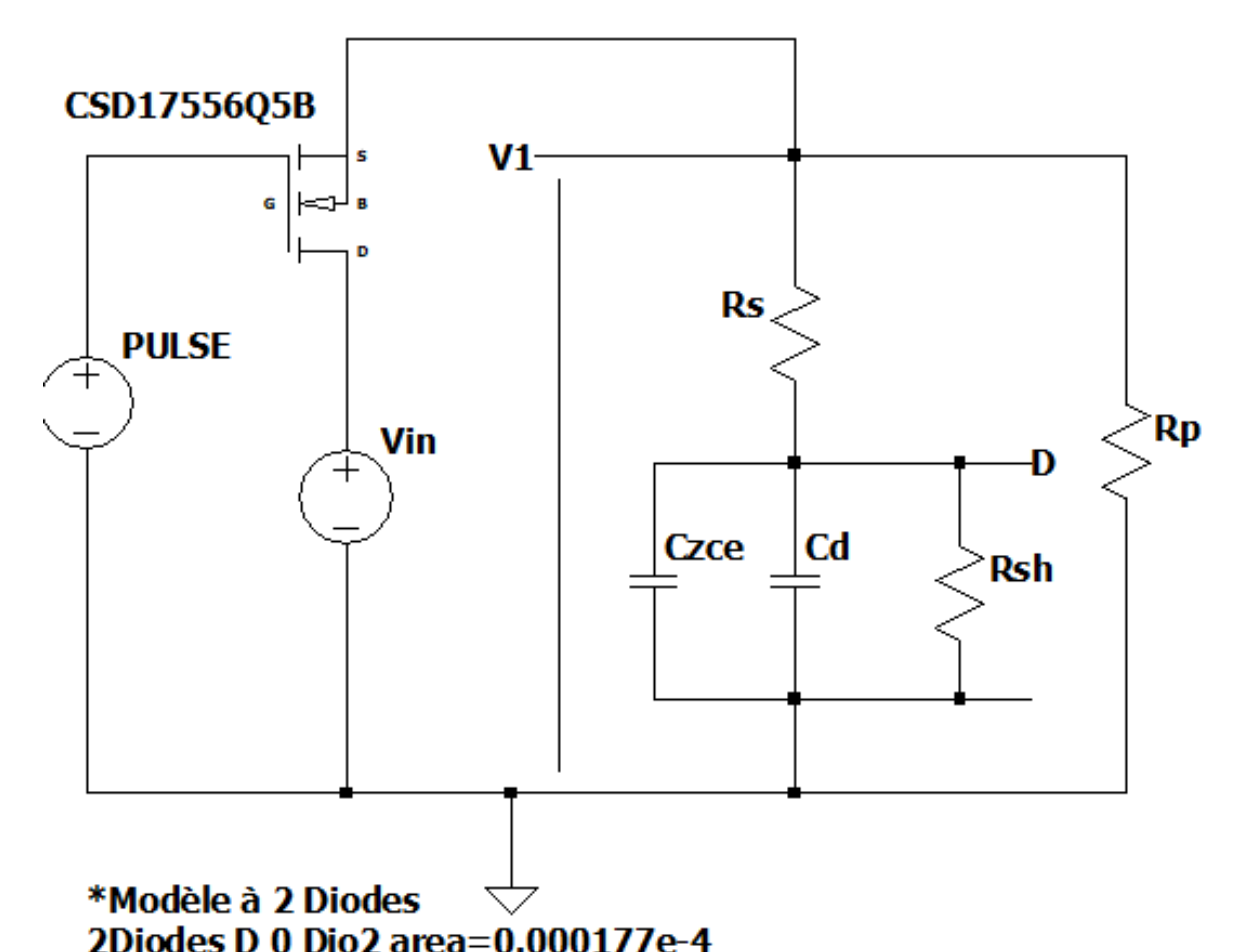 CSD17556Q5B
S
G
B
D
V1
Rs
PULSE
Vin
Rp
D
Czce
Cd
Rsh
*Modèle à 2 Diodes
2Diodes D 0 Dio2 area=0.000177e-4